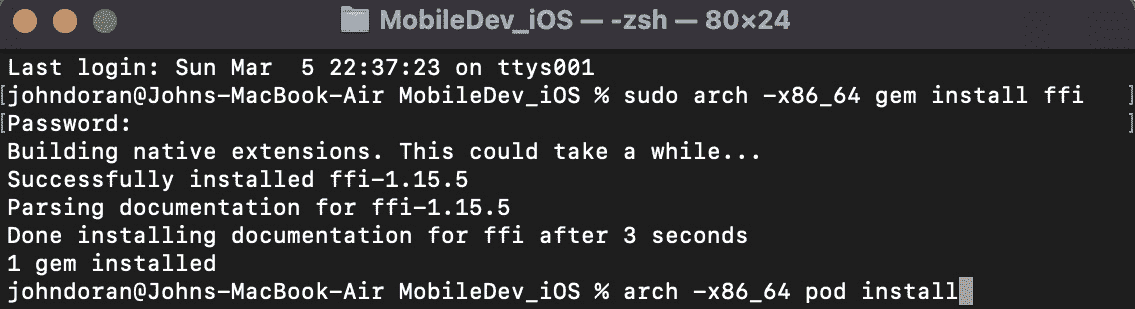 MobileDev_iOS — -zsh — 80×24
Last login: Sun Mar  5 22:37:23 on ttys001
[johndoran@Johns-MacBook-Air MobileDev_iOS % sudo arch -x86_64 gem install ffi   ]
[Password:                                                                       ]
Building native extensions. This could take a while...
Successfully installed ffi-1.15.5
Parsing documentation for ffi-1.15.5
Done installing documentation for ffi after 3 seconds
1 gem installed
johndoran@Johns-MacBook-Air MobileDev_iOS % arch -x86_64 pod install